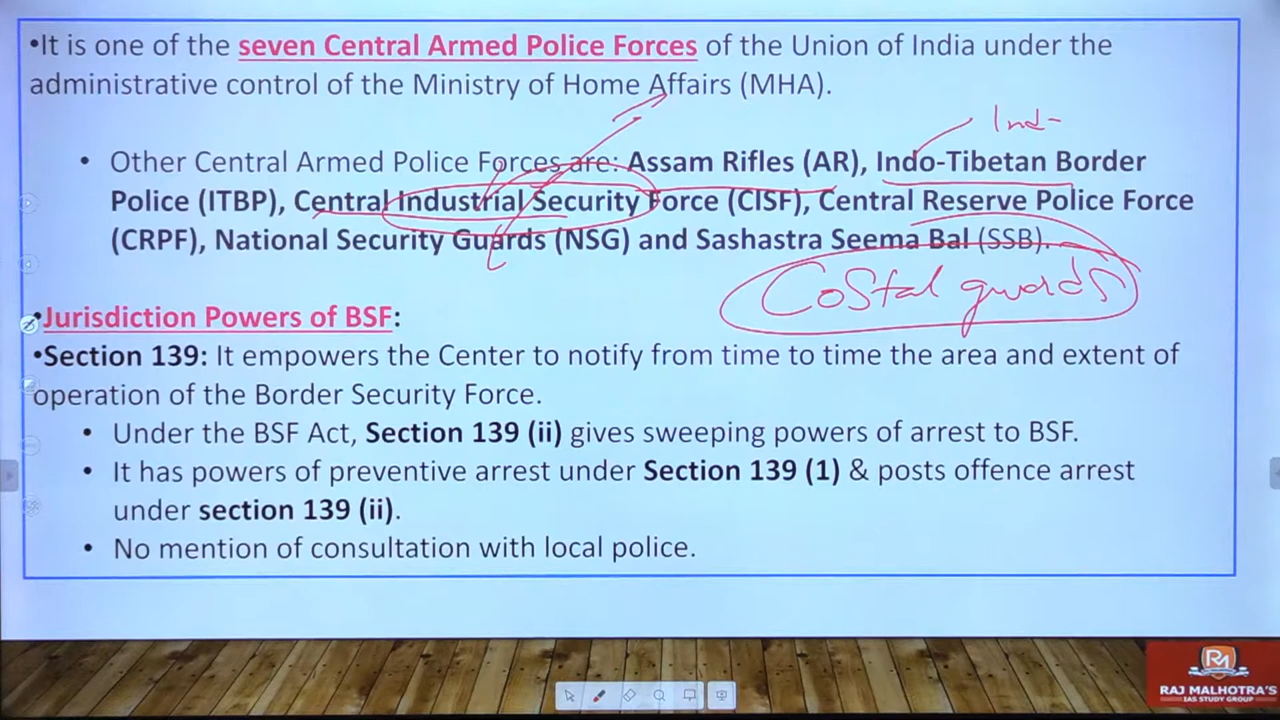 •It is one of the seven Central Armed Police Forces of the Union of India under the
administrative control of the Ministry of Home Affairs (MHA).
Ind-
• Other Central Armed Police Forces are: Assam Rifles (AR), Indo-Tibetan Border
Police (ITBP), Central Industrial Security Force (CISF), Central Reserve Police Force
(CRPF), National Security Guards (NSG) and Sashastra Seema Bal (SSB).
Costal guards
•Jurisdiction Powers of BSF:
•Section 139: It empowers the Center to notify from time to time the area and extent of
operation of the Border Security Force.
• Under the BSF Act, Section 139 (ii) gives sweeping powers of arrest to BSF.
• It has powers of preventive arrest under Section 139 (1) & posts offence arrest
under section 139 (ii).
• No mention of consultation with local police.
RM
RAJ MALHOTRA'S
IAS STUDY GROUP